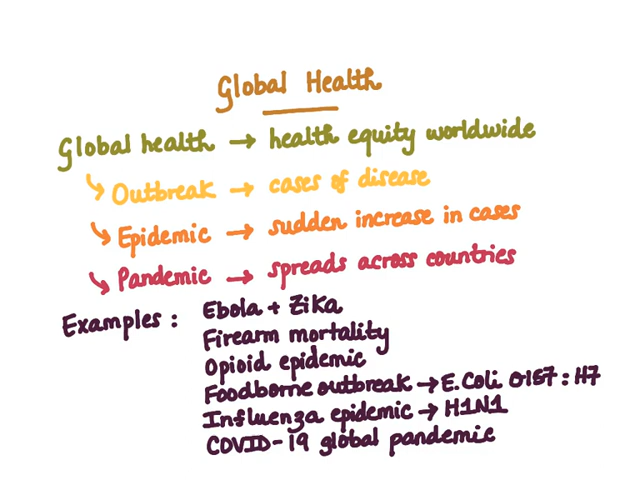 Global Health
Global health → health equity worldwide
↳ Outbreak → cases of disease
↳ Epidemic → sudden increase in cases
↳ Pandemic → spreads across countries
Examples : Ebola + Zika
Firearm mortality
Opioid epidemic
Foodborne outbreak → E.Coli O157 : H7
Influenza epidemic → H1N1
COVID-19 global pandemic